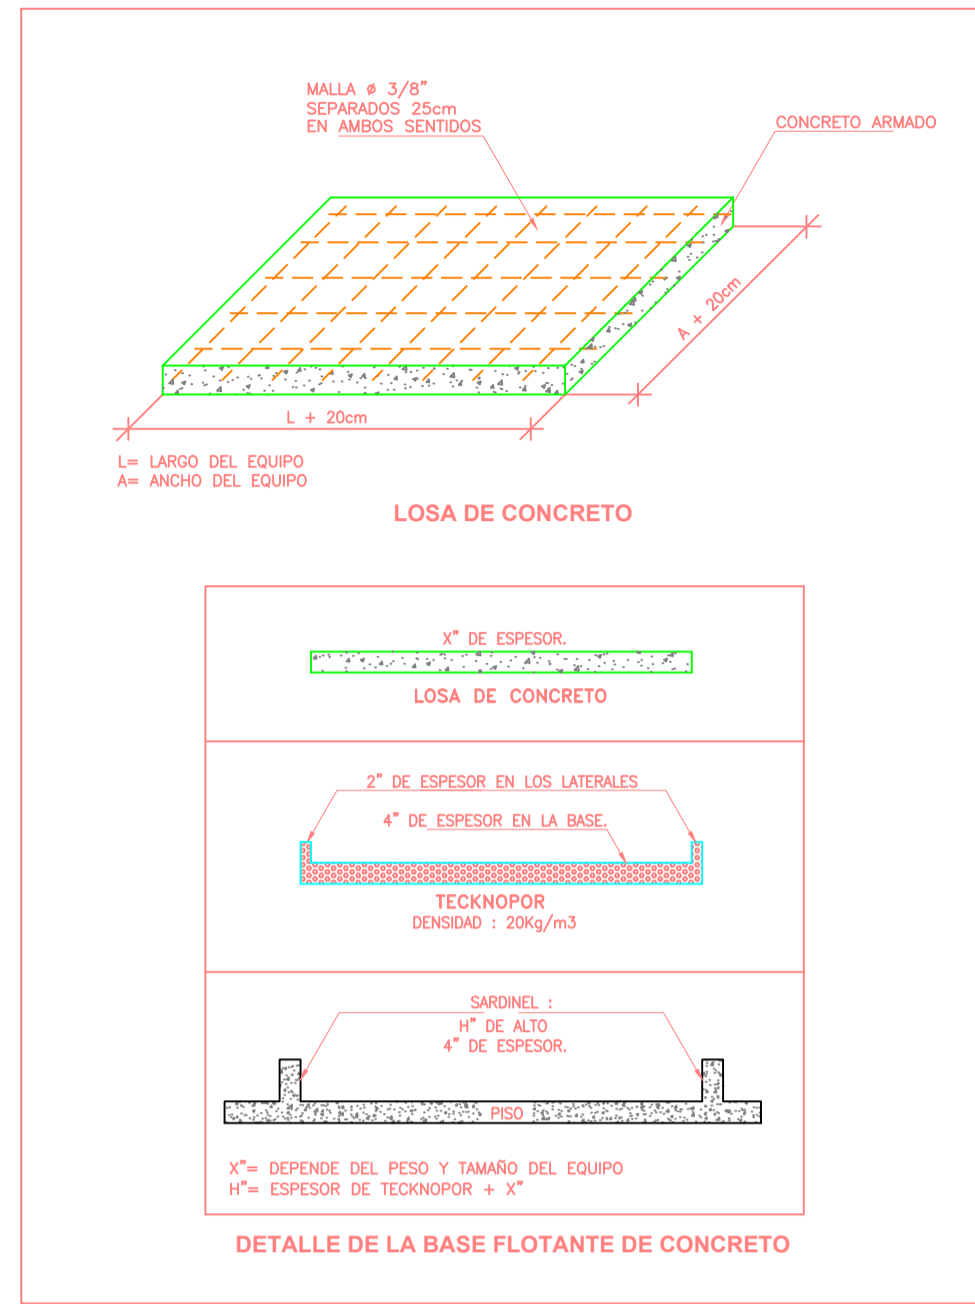 MALLA ø 3/8"
SEPARADOS 25cm
EN AMBOS SENTIDOS
CONCRETO ARMADO
A + 20cm
L + 20cm
L= LARGO DEL EQUIPO
A= ANCHO DEL EQUIPO
LOSA DE CONCRETO
X" DE ESPESOR.
LOSA DE CONCRETO
2" DE ESPESOR EN LOS LATERALES
4" DE ESPESOR EN LA BASE.
TECKNOPOR
DENSIDAD : 20Kg/m3
SARDINEL :
H" DE ALTO
4" DE ESPESOR.
PISO
X"= DEPENDE DEL PESO Y TAMAÑO DEL EQUIPO
H"= ESPESOR DE TECKNOPOR + X"
DETALLE DE LA BASE FLOTANTE DE CONCRETO